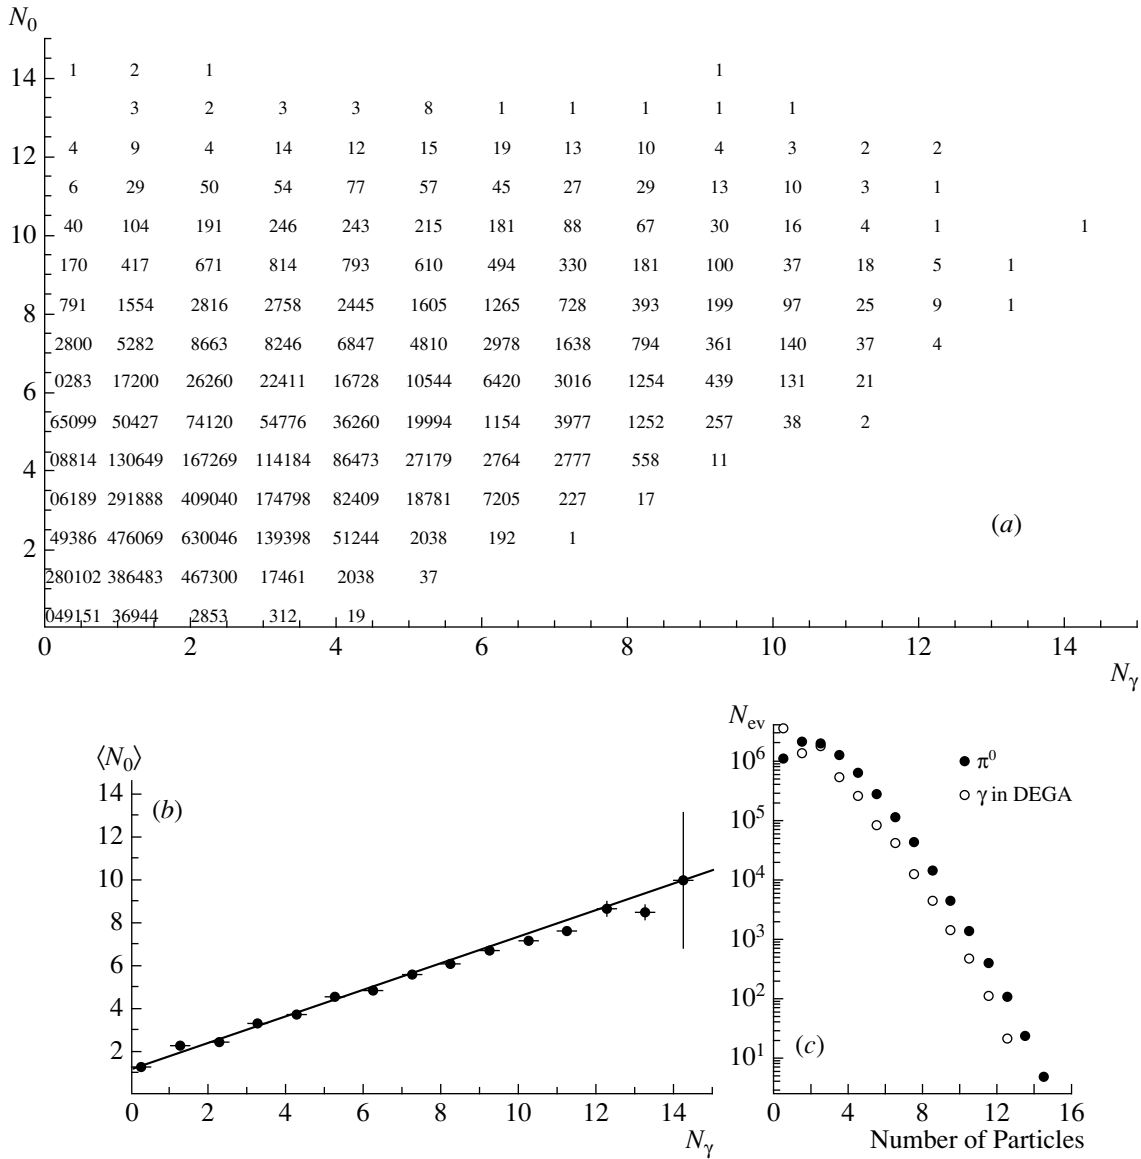 N0
14 1 2 1 1
3 2 3 3 8 1 1 1 1 1
12 4 9 4 14 12 15 19 13 10 4 3 2 2
6 29 50 54 77 57 45 27 29 13 10 3 1
10 40 104 191 246 243 215 181 88 67 30 16 4 1 1
170 417 671 814 793 610 494 330 181 100 37 18 5 1
8 791 1554 2816 2758 2445 1605 1265 728 393 199 97 25 9 1
2800 5282 8663 8246 6847 4810 2978 1638 794 361 140 37 4
6 0283 17200 26260 22411 16728 10544 6420 3016 1254 439 131 21
65099 50427 74120 54776 36260 19994 1154 3977 1252 257 38 2
4 08814 130649 167269 114184 86473 27179 2764 2777 558 11
06189 291888 409040 174798 82409 18781 7205 227 17
(a)
2 49386 476069 630046 139398 51244 2038 192 1
280102 386483 467300 17461 2038 37
049151 36944 2853 312 19
0 2 4 6 8 10 12 14
0
Nγ
⟨N0⟩
14
12
10
8
6
4
2
(b)
0 2 4 6 8 10 12 14
Nγ
Nev
10^6
10^5
10^4
10^3
10^2
10^1
π^0
γ in DEGA
(c)
0 4 8 12 16
Number of Particles